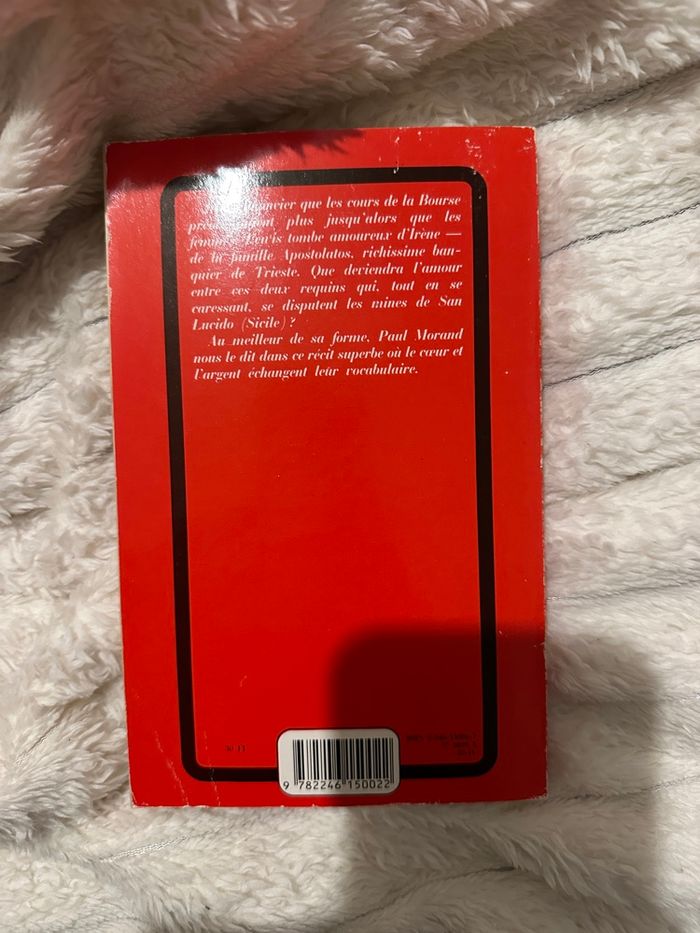 que les cours de la Bourse
plus jusqu'alors que les
tombe amoureux d'Irène —
de la famille Apostolatos, richissime ban-
quier de Trieste. Que deviendra l'amour
entre ces deux requins qui, tout en se
caressant, se disputent les mines de San
Lucido (Sicile) ?
Au meilleur de sa forme, Paul Morand
nous le dit dans ce récit superbe où le cœur et
l'argent échangent leur vocabulaire.
9 782246 150022